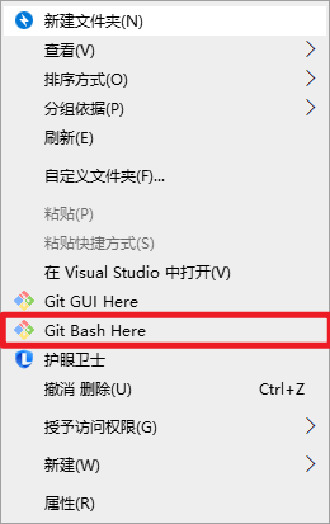 新建文件夹(N)
查看(V)
排序方式(O)
分组依据(P)
刷新(E)
自定义文件夹(F)...
粘贴(P)
粘贴快捷方式(S)
在 Visual Studio 中打开(V)
Git GUI Here
Git Bash Here
护眼卫士
撤消 删除(U) Ctrl+Z
授予访问权限(G)
新建(W)
属性(R)